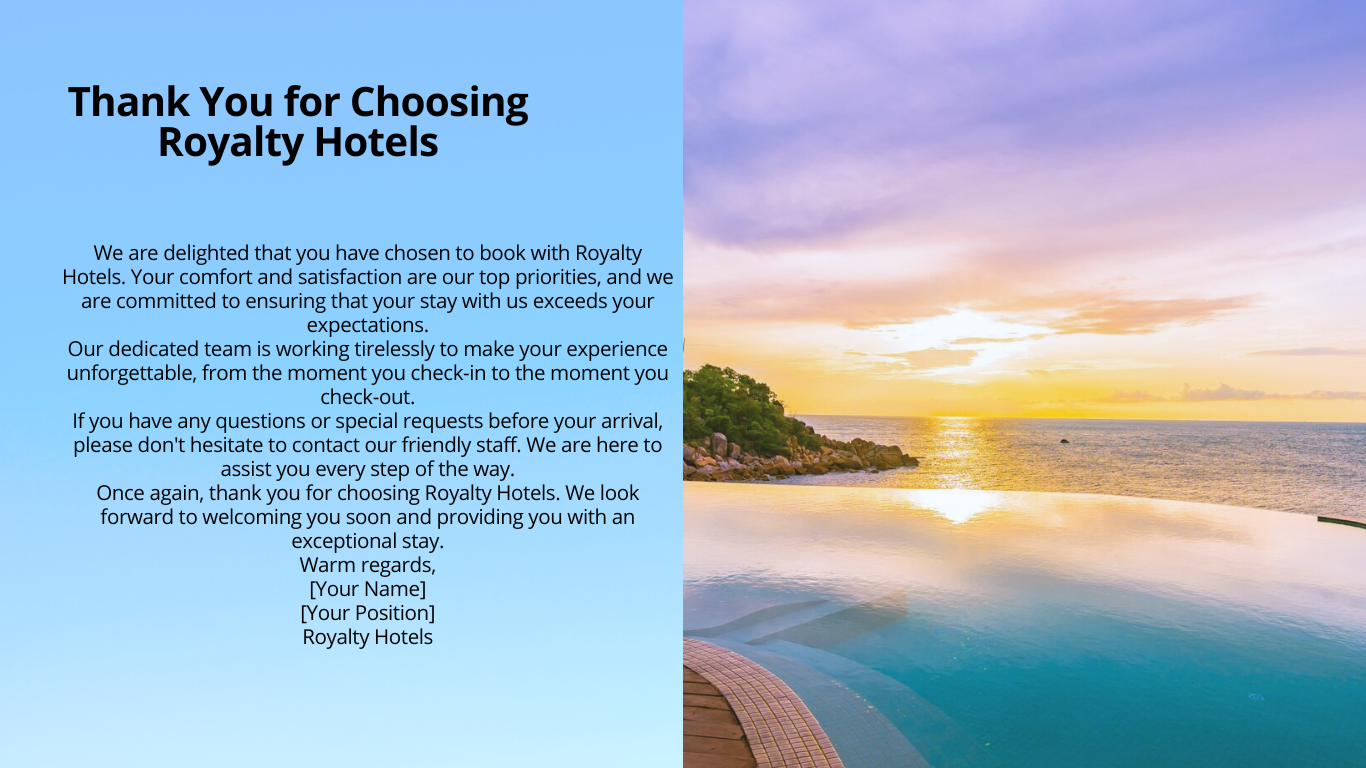 Thank You for Choosing
Royalty Hotels
We are delighted that you have chosen to book with Royalty
Hotels. Your comfort and satisfaction are our top priorities, and we
are committed to ensuring that your stay with us exceeds your
expectations.
Our dedicated team is working tirelessly to make your experience
unforgettable, from the moment you check-in to the moment you
check-out.
If you have any questions or special requests before your arrival,
please don't hesitate to contact our friendly staff. We are here to
assist you every step of the way.
Once again, thank you for choosing Royalty Hotels. We look
forward to welcoming you soon and providing you with an
exceptional stay.
Warm regards,
[Your Name]
[Your Position]
Royalty Hotels